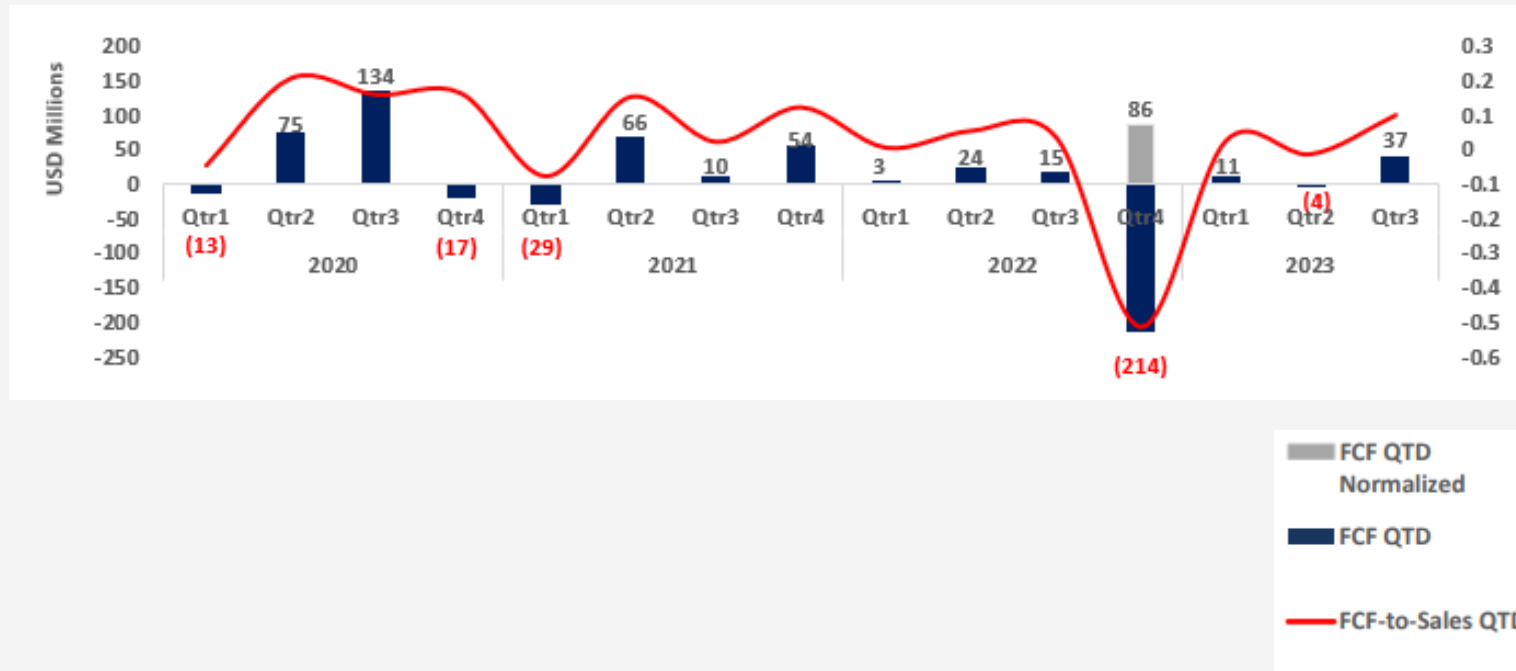 USD Millions
200
150
100
50
0
-50
-100
-150
-200
-250
0.3
0.2
0.1
0
-0.1
-0.2
-0.3
-0.4
-0.5
-0.6
75 134 66 10 54 3 24 15 86 11 37
Qtr1 Qtr2 Qtr3 Qtr4 Qtr1 Qtr2 Qtr3 Qtr4 Qtr1 Qtr2 Qtr3 Qtr4 Qtr1 Qtr2 Qtr3
(13) (17) (29) (214) (4)
2020 2021 2022 2023
FCF QTD
Normalized
FCF QTD
FCF-to-Sales QTD